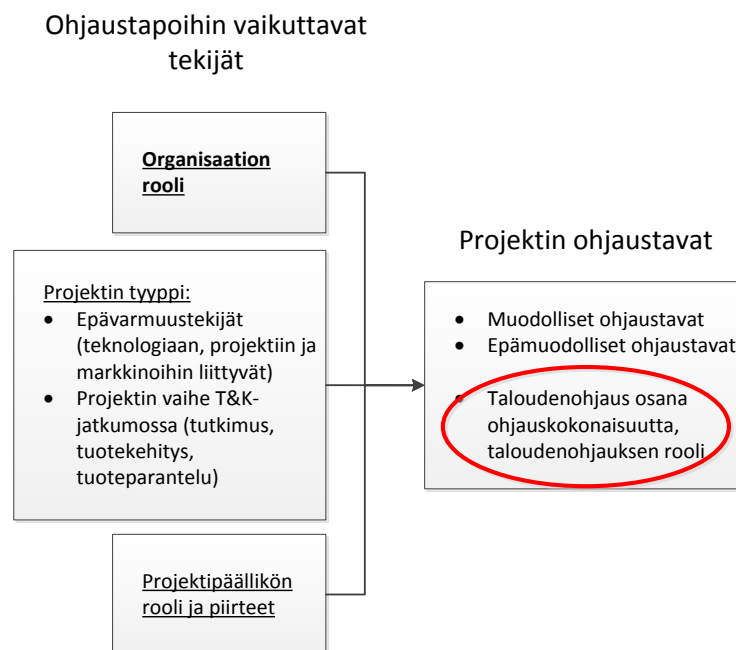 Ohjaustapoihin vaikuttavat
tekijät
Organisaation
rooli
Projektin tyyppi:
• Epävarmuustekijät
(teknologiaan, projektiin ja
markkinoihin liittyvät)
• Projektin vaihe T&K-
jatkumossa (tutkimus,
tuotekehitys,
tuoteparantelu)
Projektipäällikön
rooli ja piirteet
Projektin ohjaustavat
• Muodolliset ohjaustavat
• Epämuodolliset ohjaustavat
• Taloudenohjaus osana
ohjauskokonaisuutta,
taloudenohjauksen rooli